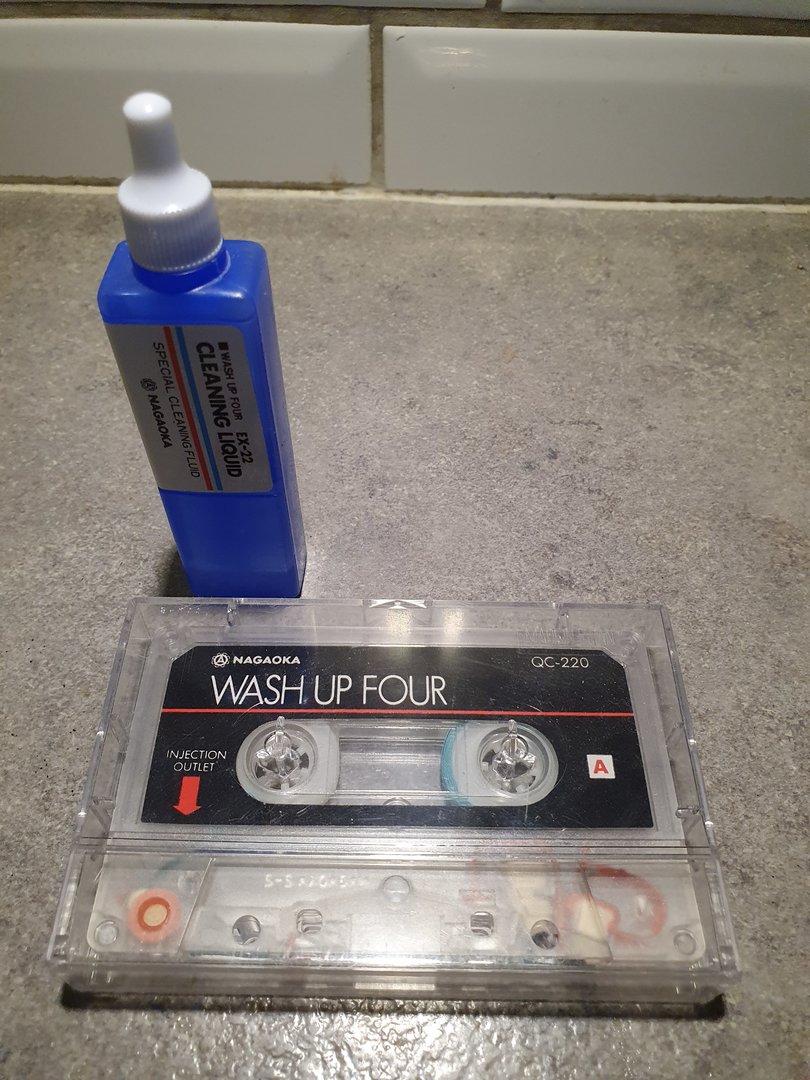 ■ WASH UP FOUR EX-22
CLEANING LIQUID
SPECIAL CLEANING FLUID
NAGAOKA
NAGAOKA
QC-220
WASH UP FOUR
INJECTION
OUTLET
A